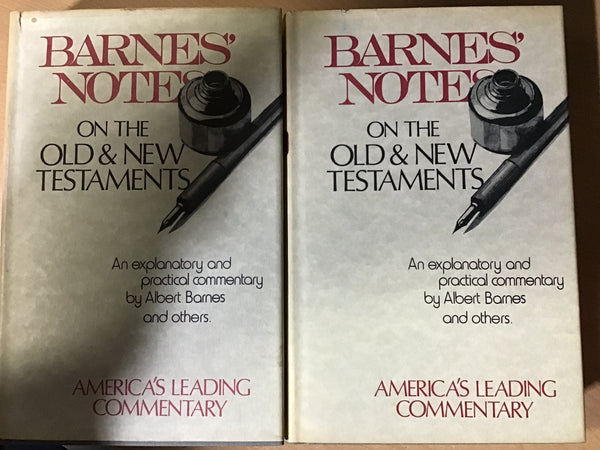 BARNES'
NOTES
ON THE
OLD & NEW
TESTAMENTS
An explanatory and
practical commentary
by Albert Barnes
and others.
AMERICA'S LEADING
COMMENTARY
BARNES'
NOTES
ON THE
OLD & NEW
TESTAMENTS
An explanatory and
practical commentary
by Albert Barnes
and others.
AMERICA'S LEADING
COMMENTARY